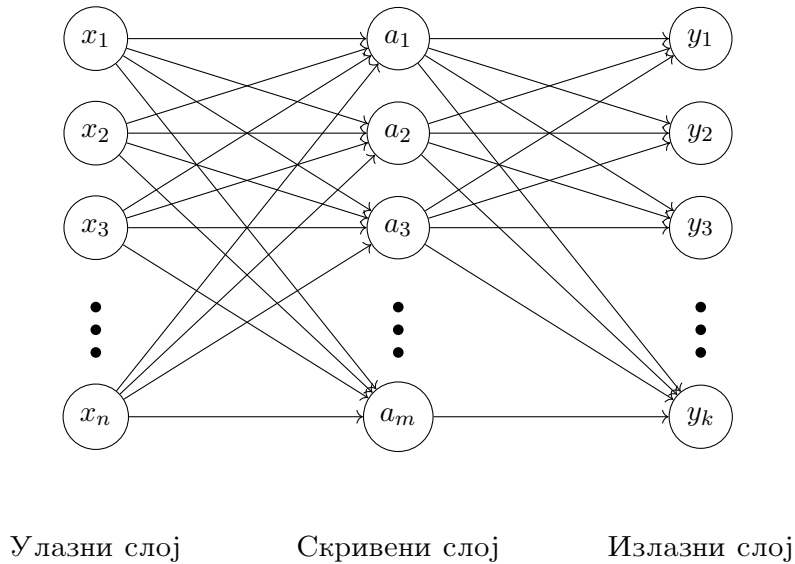 x₁ a₁ y₁
x₂ a₂ y₂
x₃ a₃ y₃
xₙ aₘ yₖ
Улазни слој Скривени слој Излазни слој